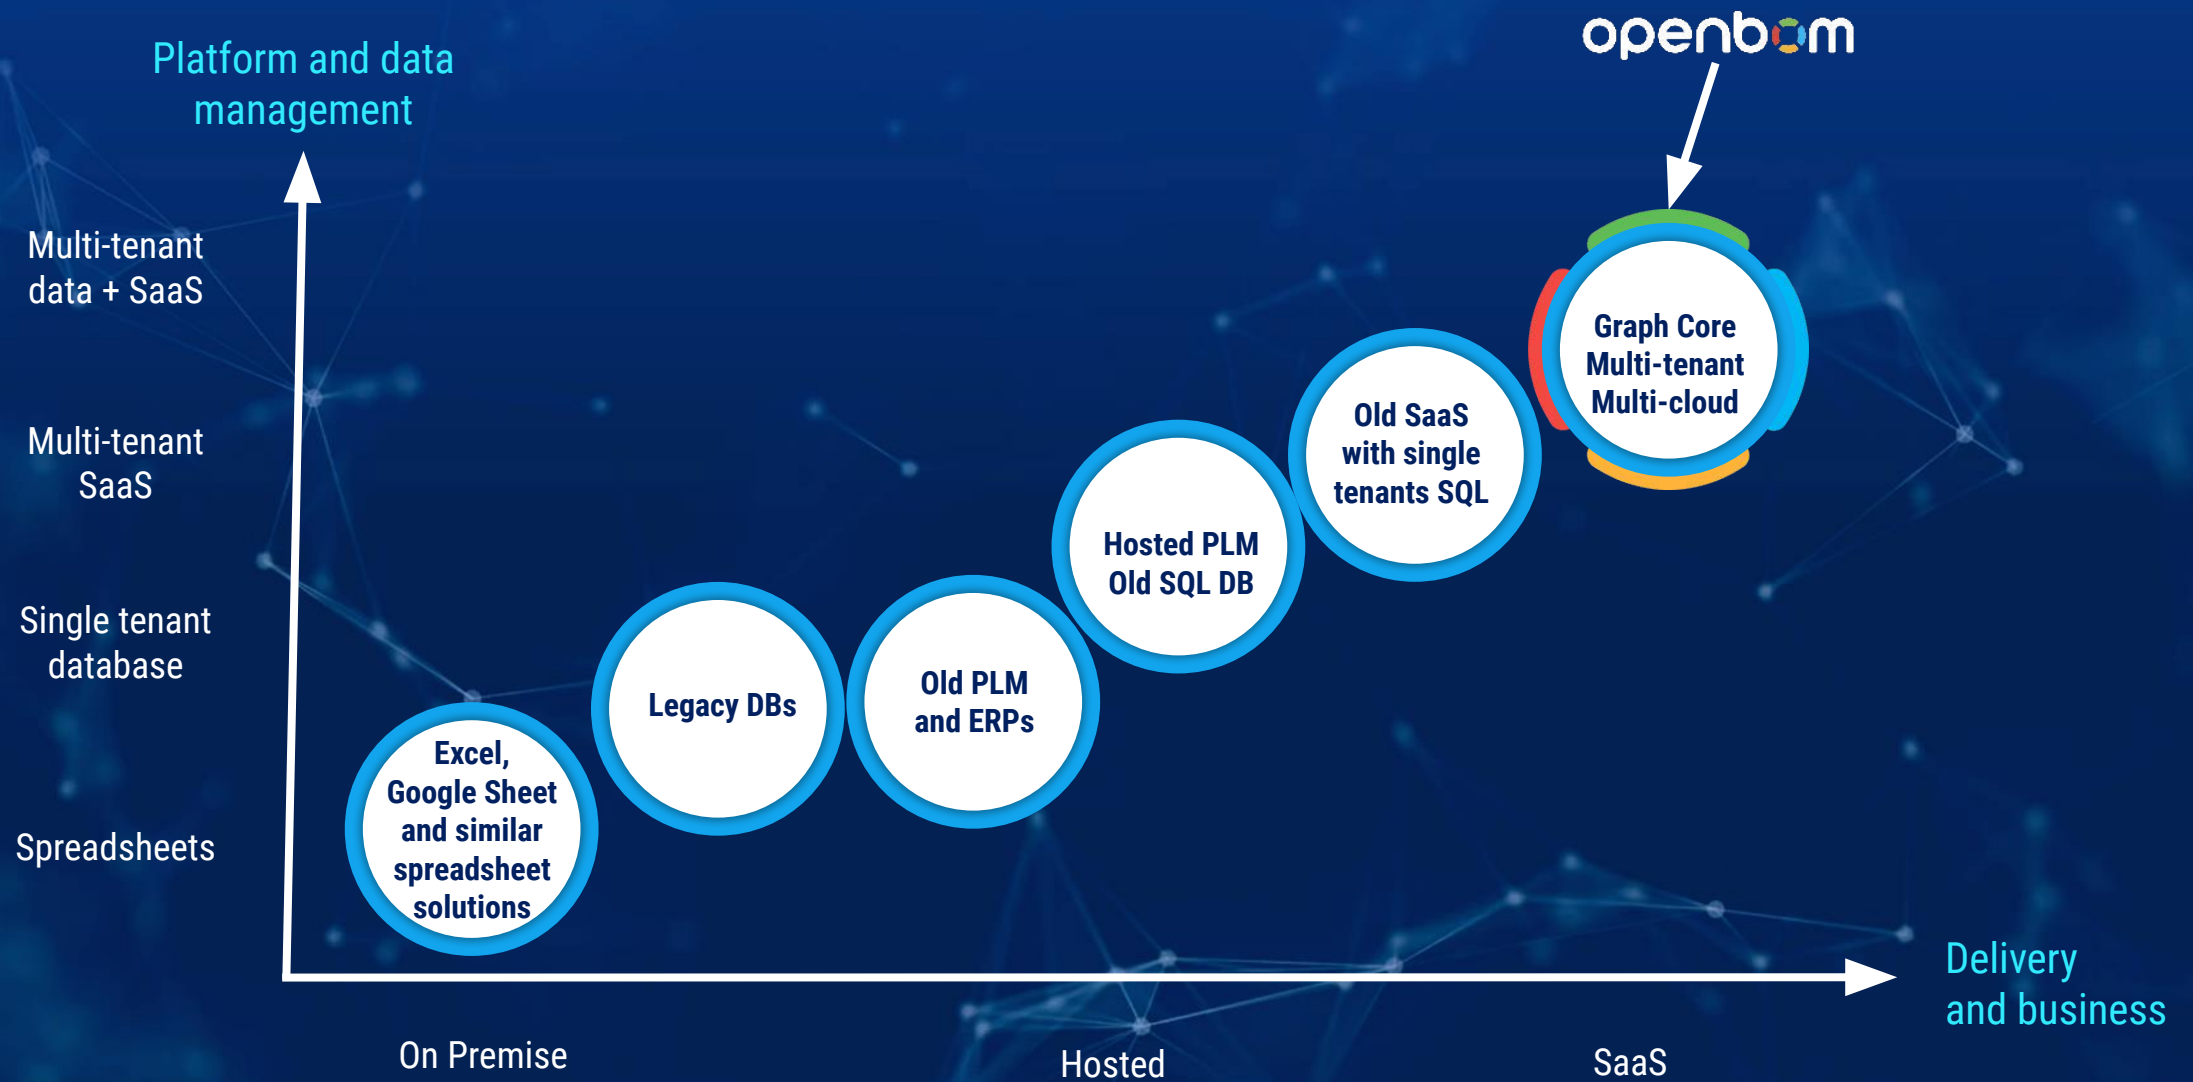 openbom
Platform and data
management
Multi-tenant
data + SaaS
Multi-tenant
SaaS
Single tenant
database
Spreadsheets
Excel,
Google Sheet
and similar
spreadsheet
solutions
Legacy DBs
Old PLM
and ERPs
Hosted PLM
Old SQL DB
Old SaaS
with single
tenants SQL
Graph Core
Multi-tenant
Multi-cloud
Delivery
and business
On Premise
Hosted
SaaS